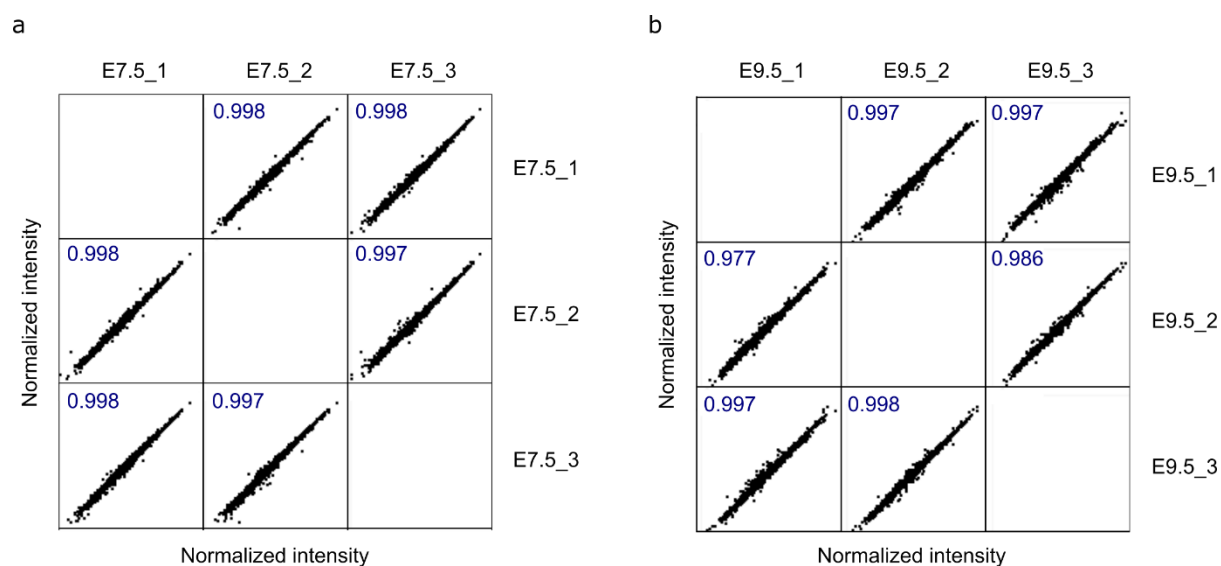 a
E7.5_1 E7.5_2 E7.5_3
0.998 0.998
E7.5_1
0.998 0.997
E7.5_2
0.998 0.997
E7.5_3
Normalized intensity
Normalized intensity
b
E9.5_1 E9.5_2 E9.5_3
0.997 0.997
E9.5_1
0.977 0.986
E9.5_2
0.997 0.998
E9.5_3
Normalized intensity
Normalized intensity